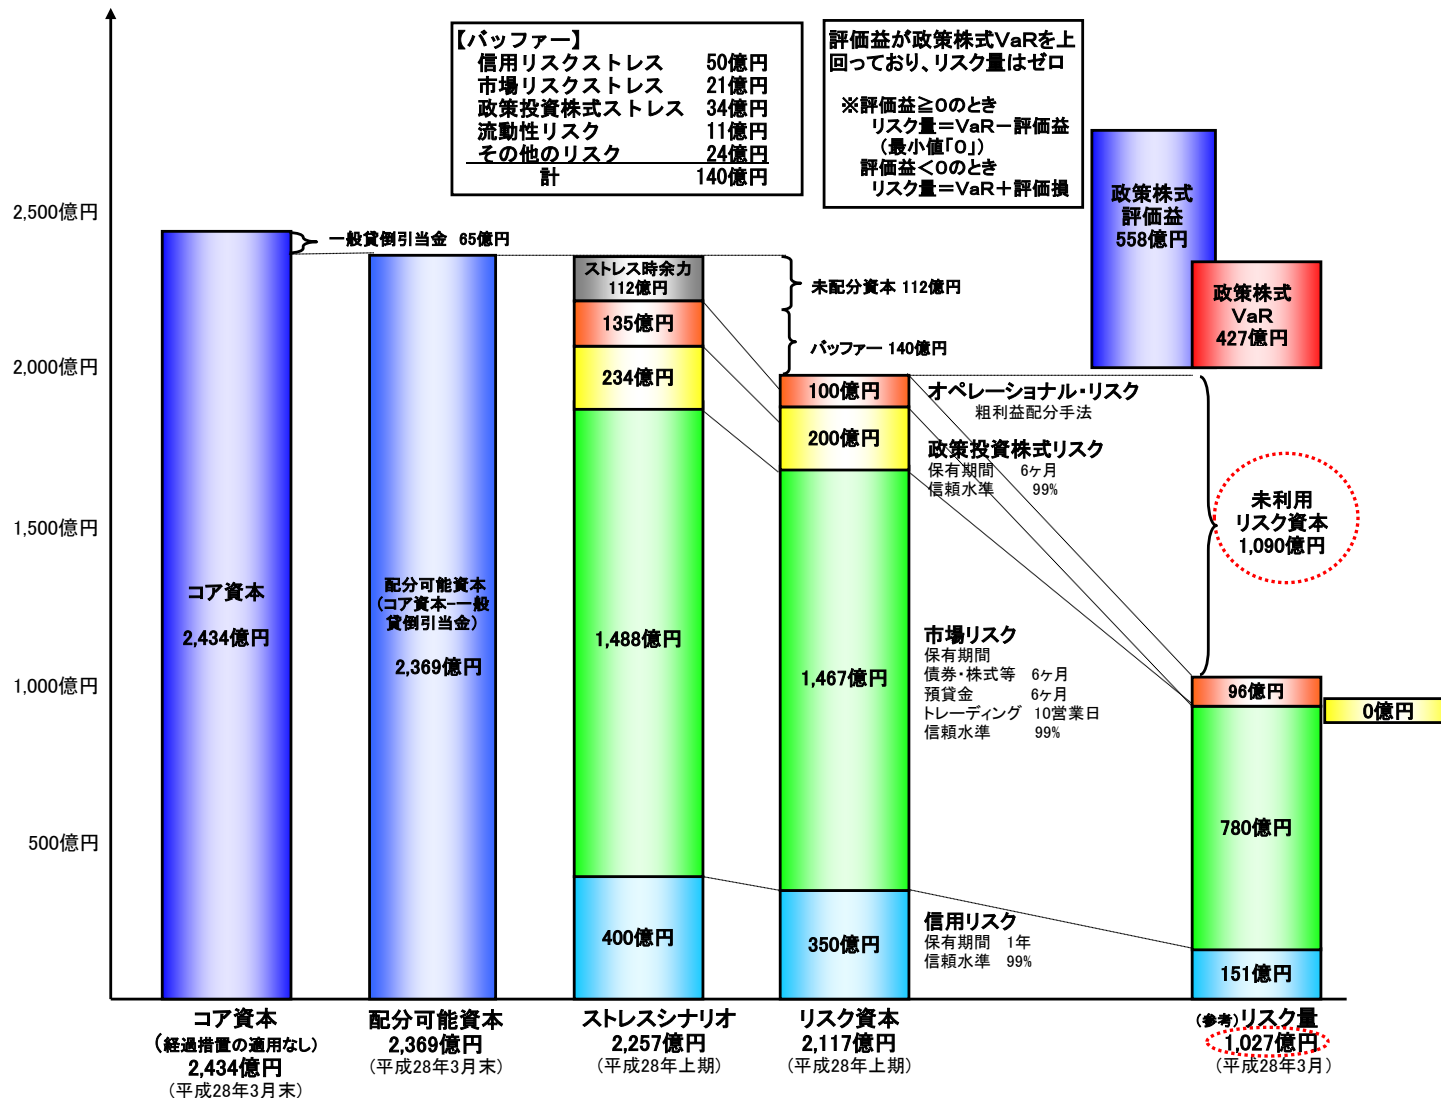 【バッファー】
信用リスクストレス 50億円
市場リスクストレス 21億円
政策投資株式ストレス 34億円
流動性リスク 11億円
その他のリスク 24億円
計 140億円
評価益が政策株式VaRを上
回っており、リスク量はゼロ
※評価益≧0のとき
リスク量＝VaR－評価益
（最小値「0」）
評価益＜0のとき
リスク量＝VaR＋評価損
政策株式
評価益
558億円
政策株式
VaR
427億円
2,500億円
2,000億円
1,500億円
1,000億円
500億円
一般貸倒引当金 65億円
コア資本
2,434億円
配分可能資本
(コア資本-一般
貸倒引当金)
2,369億円
ストレス時余力
112億円
135億円
234億円
1,488億円
400億円
未配分資本 112億円
バッファー 140億円
100億円
200億円
1,467億円
350億円
オペレーショナル・リスク
粗利益配分手法
政策投資株式リスク
保有期間 6ヶ月
信頼水準 99%
市場リスク
保有期間
債券・株式等 6ヶ月
預貸金 6ヶ月
トレーディング 10営業日
信頼水準 99%
信用リスク
保有期間 1年
信頼水準 99%
未利用
リスク資本
1,090億円
96億円
0億円
780億円
151億円
コア資本
(経過措置の適用なし)
2,434億円
(平成28年3月末)
配分可能資本
2,369億円
(平成28年3月末)
ストレスシナリオ
2,257億円
(平成28年上期)
リスク資本
2,117億円
(平成28年上期)
(参考)リスク量
1,027億円
(平成28年3月)